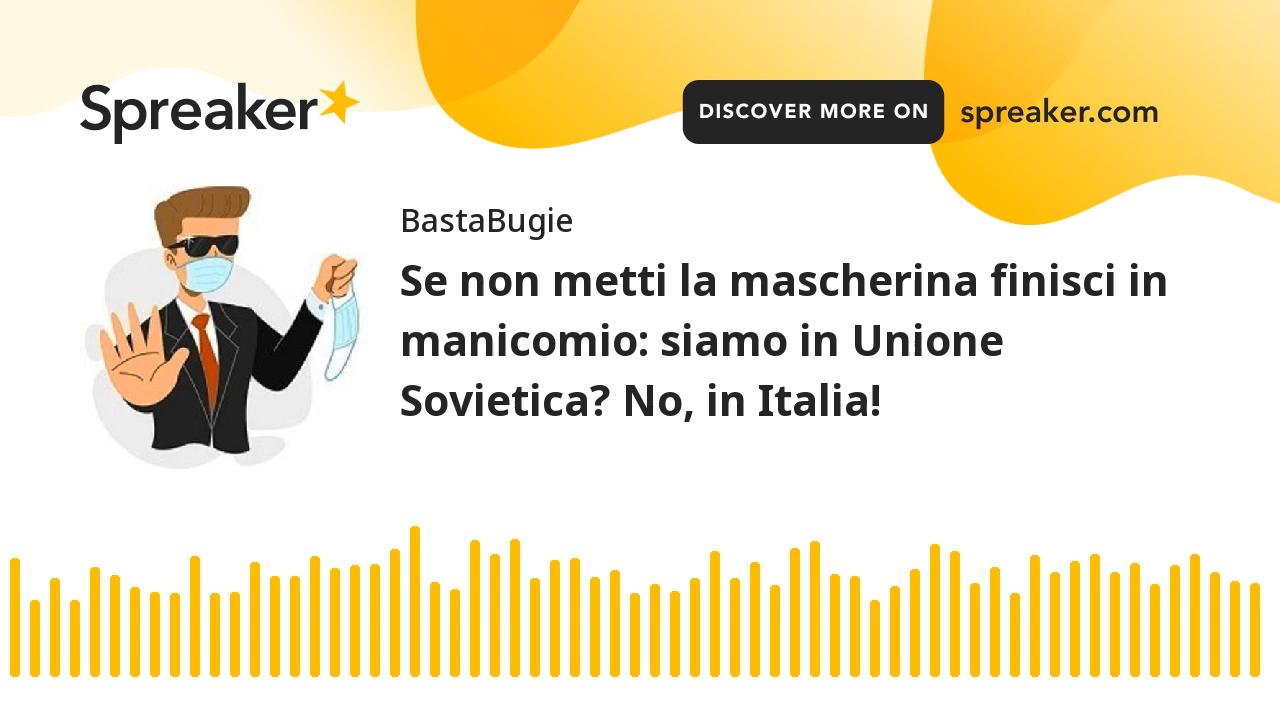 Spreaker
DISCOVER MORE ON spreaker.com
BastaBugie
Se non metti la mascherina finisci in
manicomio: siamo in Unione
Sovietica? No, in Italia!